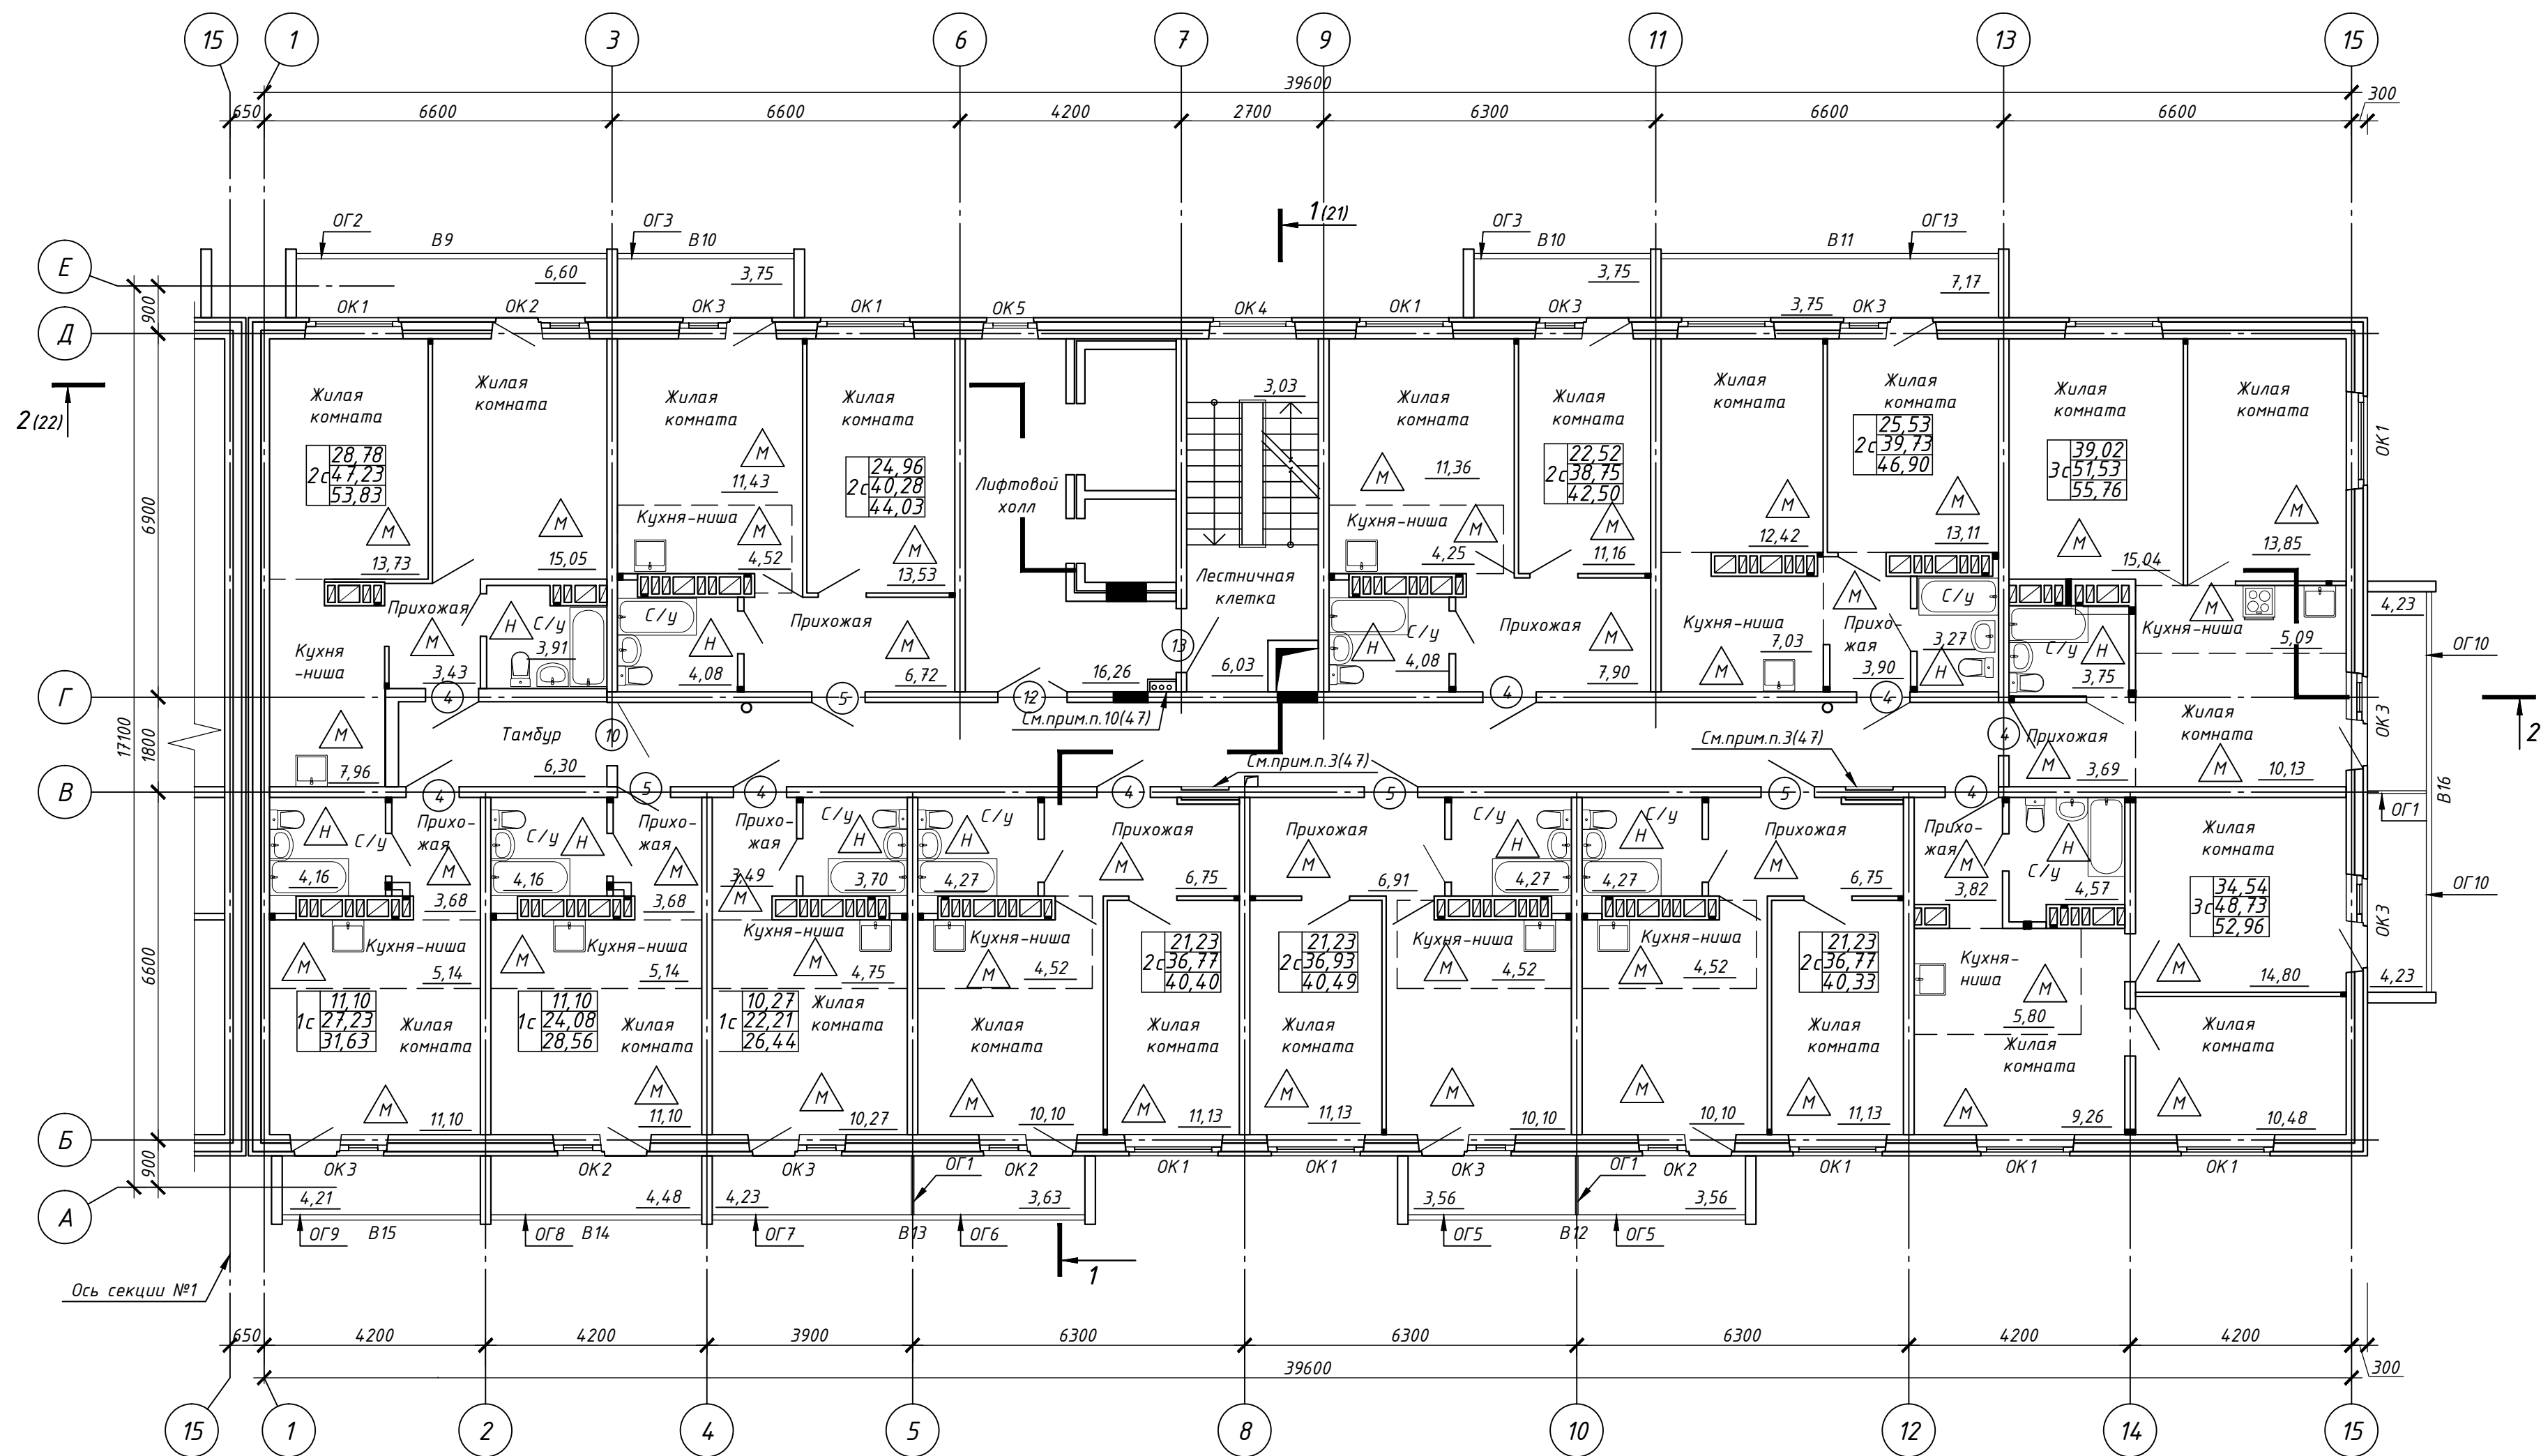 15 1 3 6 7 9 11 13 15
39600
650 6600 6600 4200 2700 6300 6600 6600 300
1(21)
ОГ2 ОГ3 ОГ3 ОГ13
В9 В10 В10 В11
Е
6,60 3,75 3,75 7,17
900
ОК1 ОК2 ОК3 ОК1 ОК5 ОК4 ОК1 ОК3 3,75 ОК3
Д
2(22)
Жилая комната
28,78
2с 47,23
53,83
М
13,73
Жилая комната
М
15,05
Жилая комната
М
11,43
Кухня-ниша
М
4,52
Жилая комната
24,96
2с 40,28
44,03
М
13,53
Лифтовой
холл
3,03
Лестничная
клетка
Жилая комната
М
11,36
Кухня-ниша
М
4,25
Жилая комната
22,52
2с 38,75
42,50
М
11,16
Жилая комната
М
12,42
Жилая комната
25,53
2с 39,73
46,90
М
13,11
Жилая комната
39,02
3с 51,53
55,76
М
15,04
Жилая комната
М
13,85
ОК1
6900
Прихожая
М
3,43
Н
С/у
3,91
Кухня
-ниша
М
7,96
С/у
Н
4,08
Прихожая
М
6,72
16,26
13
6,03
С/у
Н
4,08
Прихожая
М
7,90
Кухня-ниша
7,03
М
Прихо-
жая
М
3,90
С/у
3,27
Н
С/у
Н
3,75
М
Кухня-ниша
5,09
4,23
ОГ10
Г
4 5 12 4 4
См.прим.п.10(47)
17100
1800
Тамбур
10
6,30
См.прим.п.3(47)
См.прим.п.3(47)
4
Прихожая
М
3,69
Жилая
комната
М
10,13
ОК3
2
В16
ОГ1
В
4 5 4 4 5 5 4
Н
С/у
4,16
Прихо-
жая
М
3,68
С/у
Н
4,16
Прихо-
жая
М
3,68
Прихо-
жая
3,49
М
С/у
Н
3,70
С/у
Н
4,27
Прихожая
М
6,75
Прихожая
М
6,91
С/у
Н
4,27
С/у
Н
4,27
Прихожая
М
6,75
Прихо-
жая
М
3,82
Н
С/у
4,57
Жилая
комната
34,54
3с 48,73
52,96
М
14,80
ОГ10
ОК3
4,23
6600
Кухня-ниша
М
5,14
Кухня-ниша
М
5,14
Кухня-ниша
М
4,75
Кухня-ниша
М
4,52
21,23
2с 36,77
40,40
21,23
2с 36,93
40,49
Кухня-ниша
М
4,52
Кухня-ниша
М
4,52
21,23
2с 36,77
40,33
Кухня-
ниша
М
5,80
11,10
1с 27,23
31,63
Жилая
комната
М
11,10
11,10
1с 24,08
28,56
Жилая
комната
М
11,10
10,27
1с 22,21
26,44
Жилая
комната
М
10,27
Жилая
комната
М
10,10
Жилая
комната
М
11,13
Жилая
комната
М
11,13
М
10,10
М
10,10
Жилая
комната
М
11,13
Жилая
комната
М
9,26
Жилая
комната
М
10,48
Б
900
ОК3 ОК2 ОК3 ОГ1 ОК2 ОК1 ОК1 ОК3 ОГ1 ОК2 ОК1 ОК1 ОК1
А
4,21 4,48 4,23 3,63 3,56 3,56
ОГ9 В15 ОГ8 В14 ОГ7 В13 ОГ6 ОГ5 В12 ОГ5
1
Ось секции №1
650 4200 4200 3900 6300 6300 6300 4200 4200
39600 300
15 1 2 4 5 8 10 12 14 15